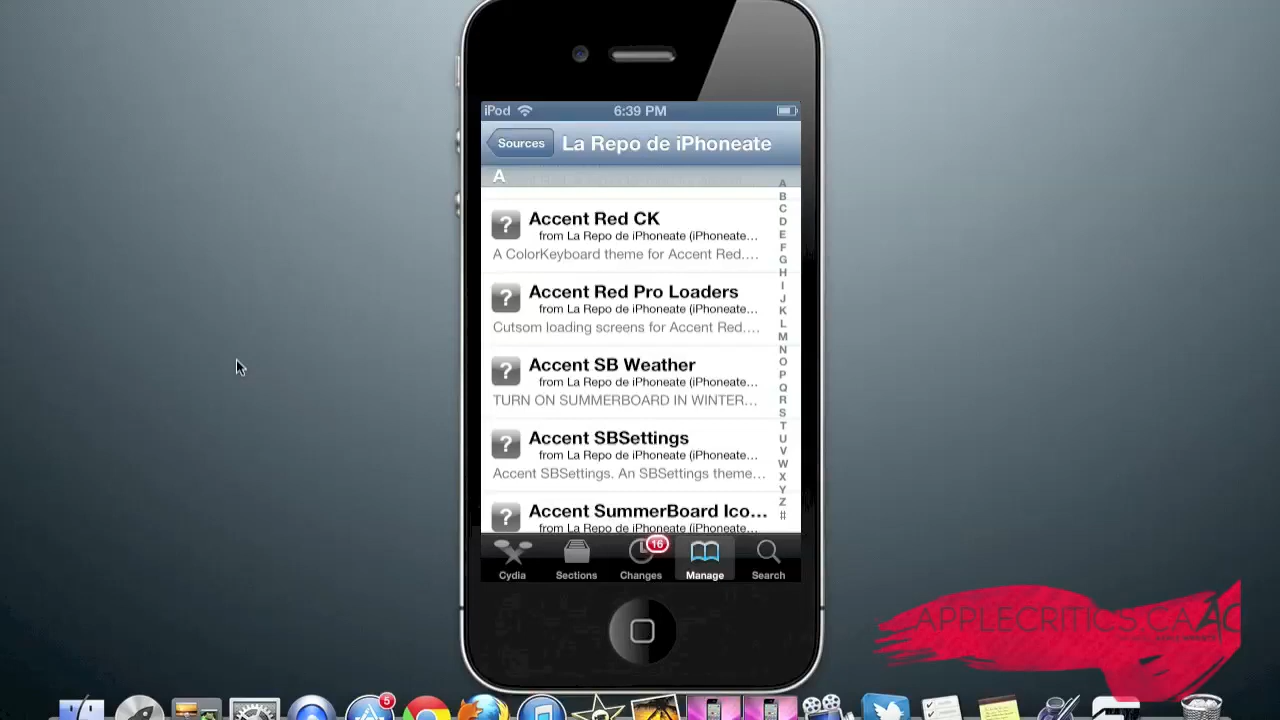 iPod
6:39 PM
Sources
La Repo de iPhoneate
A
Accent Red CK
from La Repo de iPhoneate (iPhoneate...
A ColorKeyboard theme for Accent Red....
Accent Red Pro Loaders
from La Repo de iPhoneate (iPhoneate...
Cutsom loading screens for Accent Red....
Accent SB Weather
from La Repo de iPhoneate (iPhoneate...
TURN ON SUMMERBOARD IN WINTER...
Accent SBSettings
from La Repo de iPhoneate (iPhoneate...
Accent SBSettings. An SBSettings theme...
Accent SummerBoard Ico...
from La Repo de iPhoneate (iPhoneate...
A
B
C
D
E
F
G
H
I
J
K
L
M
N
O
P
Q
R
S
T
U
V
W
X
Y
Z
#
16
Cydia
Sections
Changes
Manage
Search
APPLECRITICS.CA
AC
5